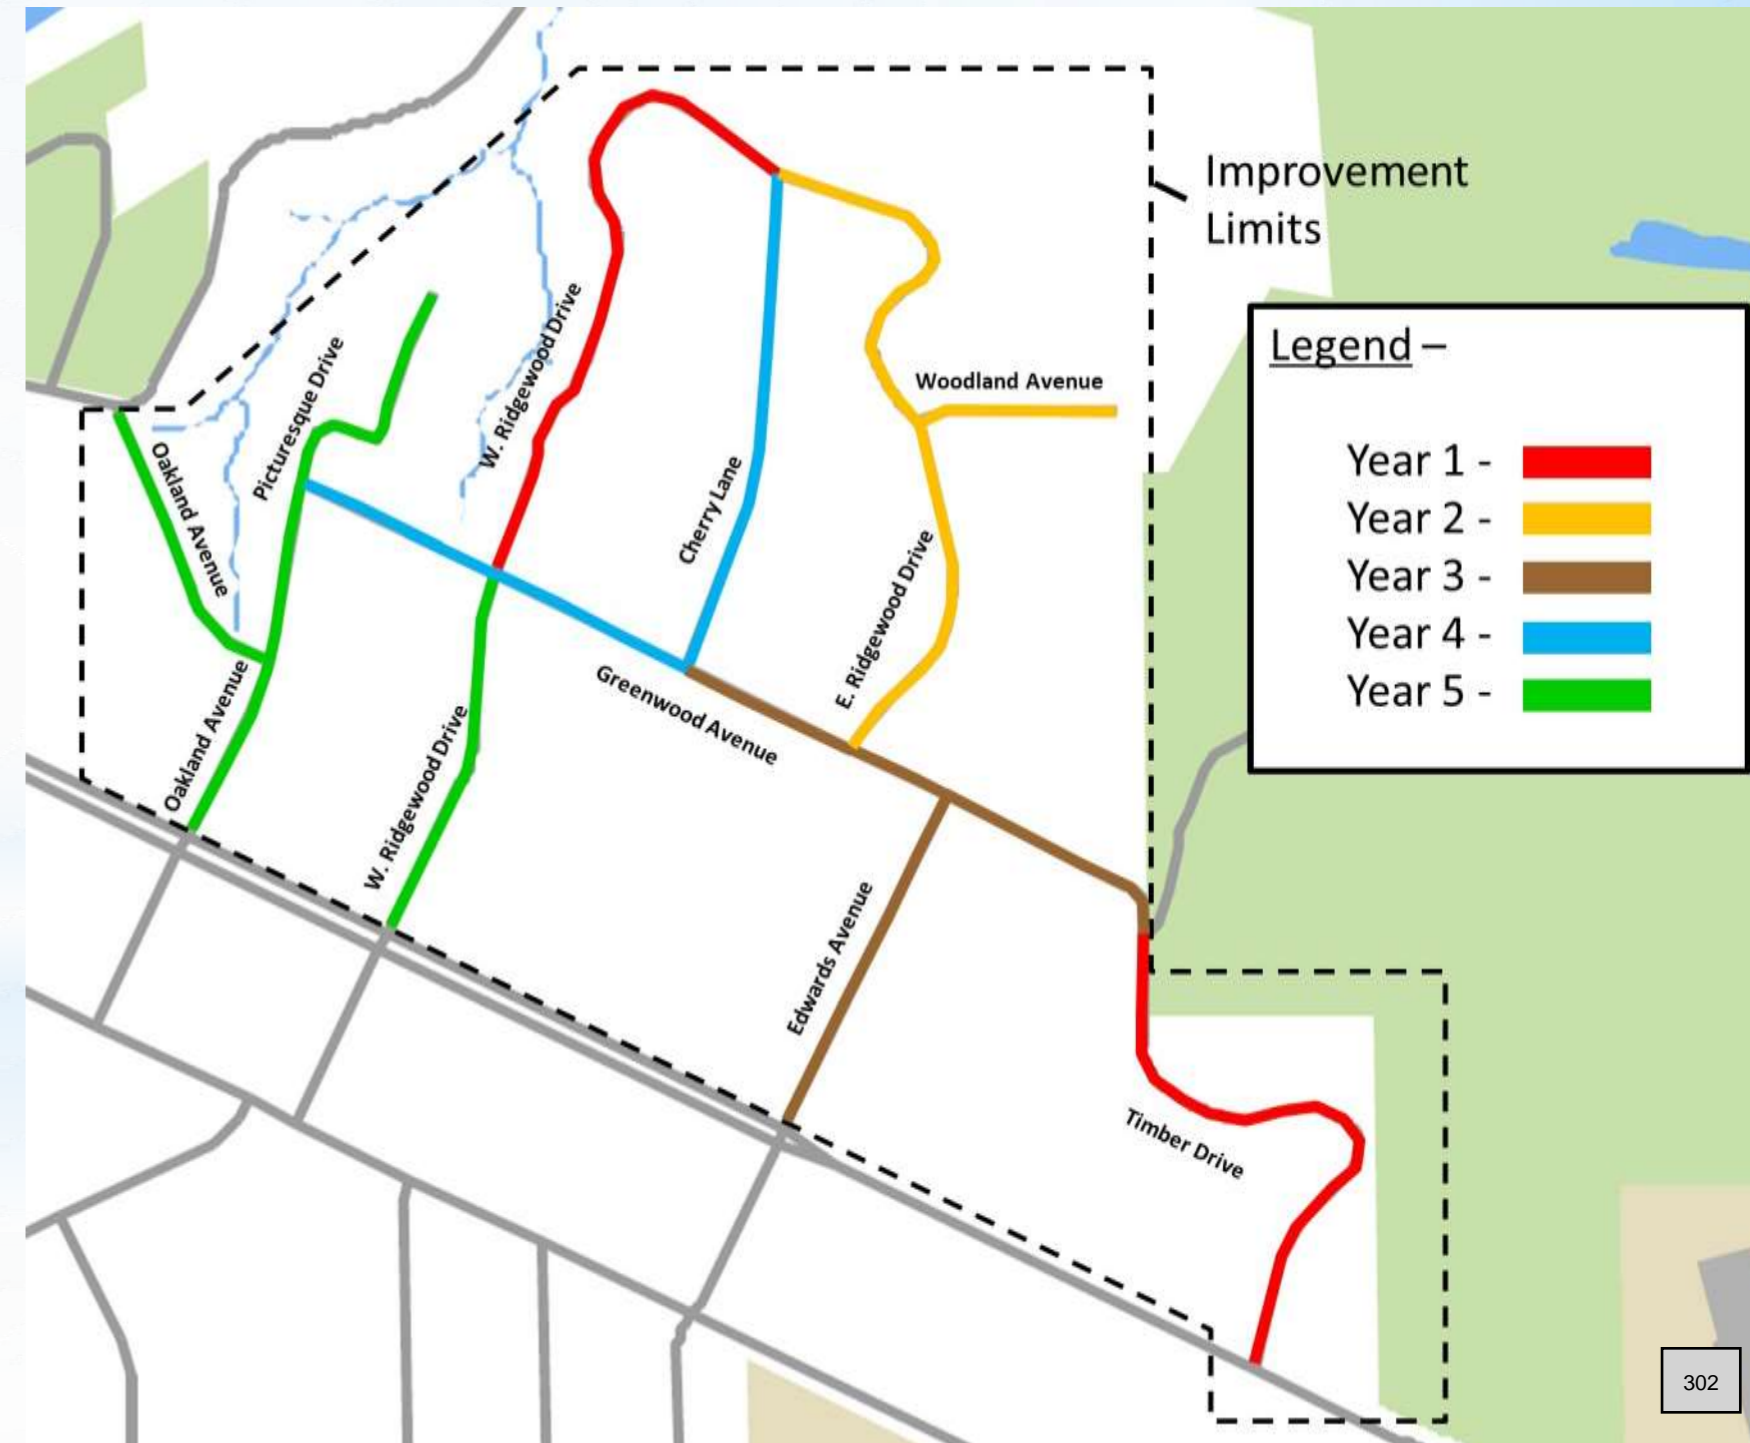 Improvement
Limits
Legend –
Year 1 -
Year 2 -
Year 3 -
Year 4 -
Year 5 -
Woodland Avenue
W. Ridgewood Drive
Picturesque Drive
Oakland Avenue
Cherry Lane
E. Ridgewood Drive
Greenwood Avenue
Oakland Avenue
W. Ridgewood Drive
Edwards Avenue
Timber Drive
302